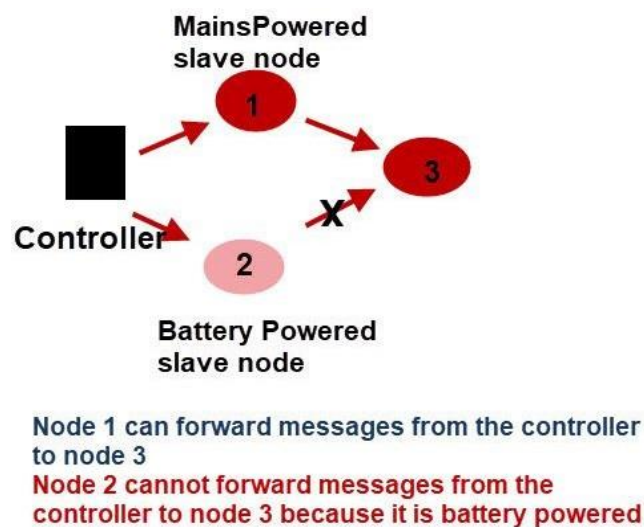 MainsPowered
slave node
1
3
X
Controller
2
Battery Powered
slave node
Node 1 can forward messages from the controller
to node 3
Node 2 cannot forward messages from the
controller to node 3 because it is battery powered